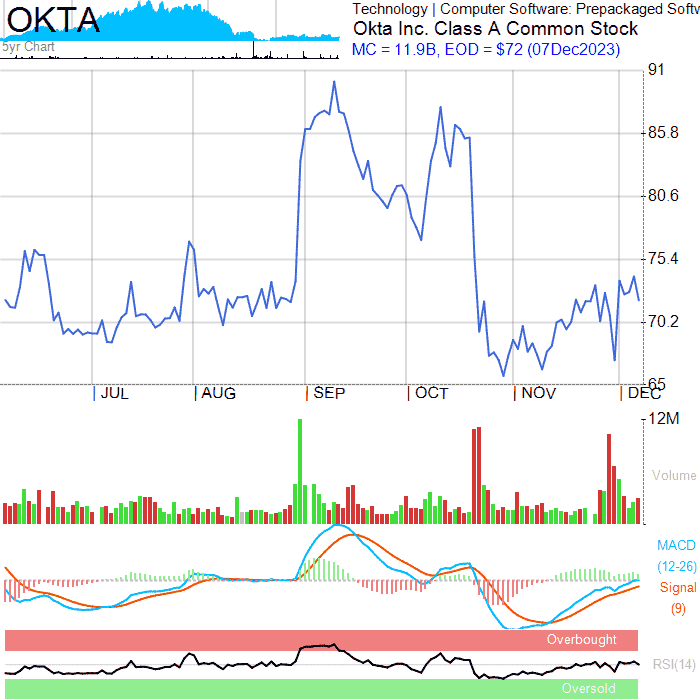 OKTA
5yr Chart
Technology | Computer Software: Prepackaged Softw
Okta Inc. Class A Common Stock
MC = 11.9B, EOD = $72 (07Dec2023)
91
85.8
80.6
75.4
70.2
65
JUL
AUG
SEP
OCT
NOV
DEC
12M
Volume
MACD
(12-26)
Signal
(9)
Overbought
RSI(14)
Oversold